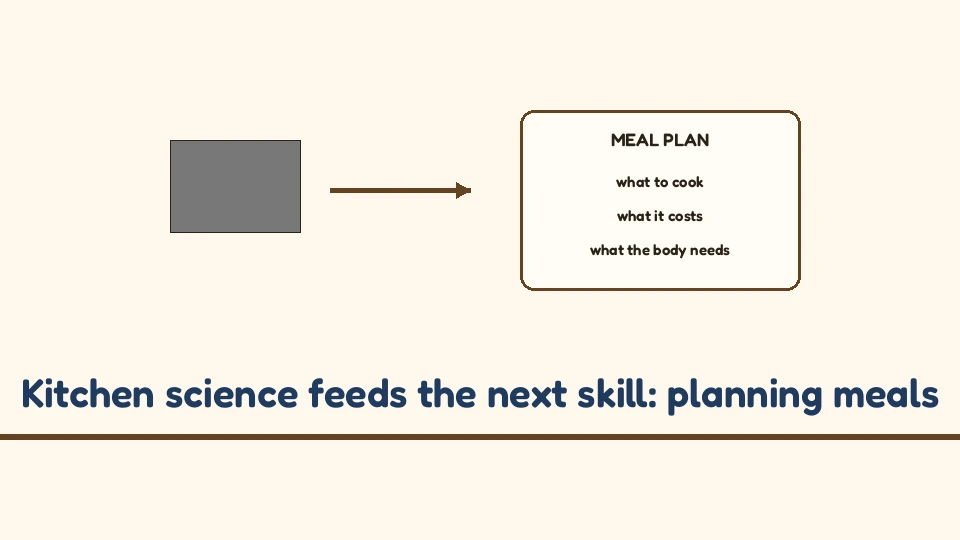 MEAL PLAN
what to cook
what it costs
what the body needs
Kitchen science feeds the next skill: planning meals